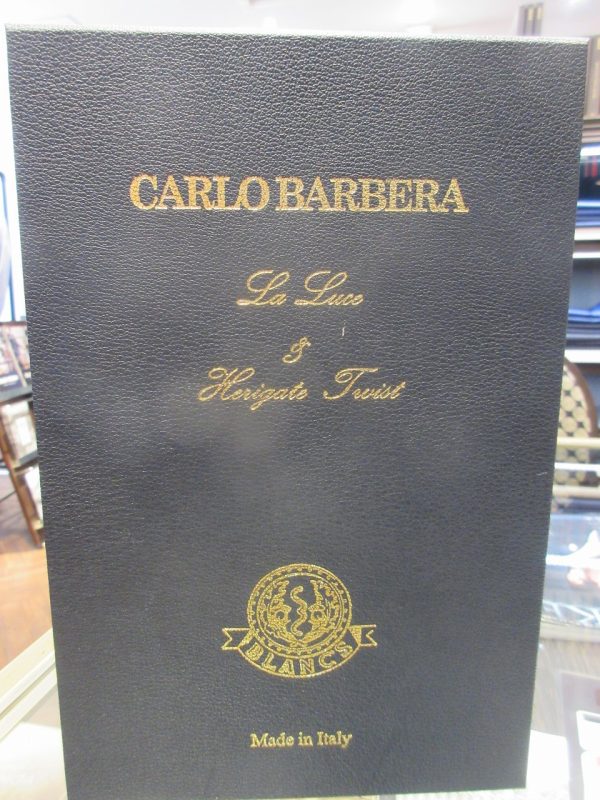 CARLO BARBERA
La Luce
&
Herigate Twist
BLANCS
Made in Italy